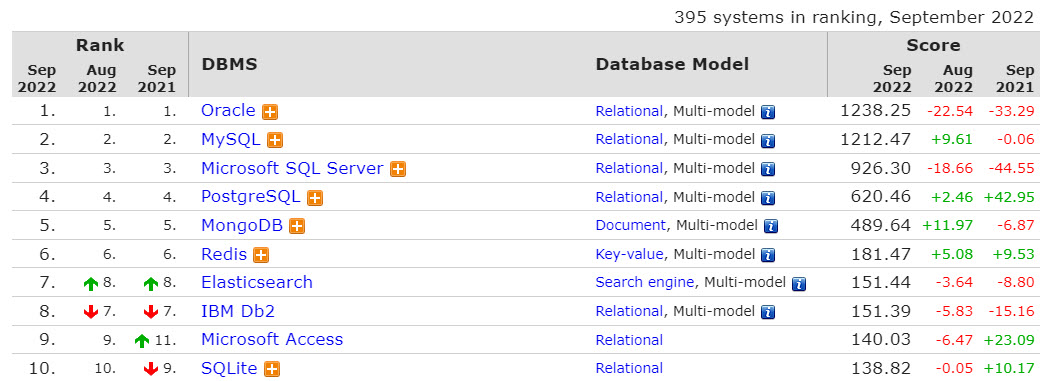 395 systems in ranking, September 2022
Rank DBMS Database Model Score
Sep 2022 Aug 2022 Sep 2021 Sep 2022 Aug 2022 Sep 2021
1. 1. 1. Oracle Relational, Multi-model 1238.25 -22.54 -33.29
2. 2. 2. MySQL Relational, Multi-model 1212.47 +9.61 -0.06
3. 3. 3. Microsoft SQL Server Relational, Multi-model 926.30 -18.66 -44.55
4. 4. 4. PostgreSQL Relational, Multi-model 620.46 +2.46 +42.95
5. 5. 5. MongoDB Document, Multi-model 489.64 +11.97 -6.87
6. 6. 6. Redis Key-value, Multi-model 181.47 +5.08 +9.53
7. 8. 8. Elasticsearch Search engine, Multi-model 151.44 -3.64 -8.80
8. 7. 7. IBM Db2 Relational, Multi-model 151.39 -5.83 -15.16
9. 9. 11. Microsoft Access Relational 140.03 -6.47 +23.09
10. 10. 9. SQLite Relational 138.82 -0.05 +10.17